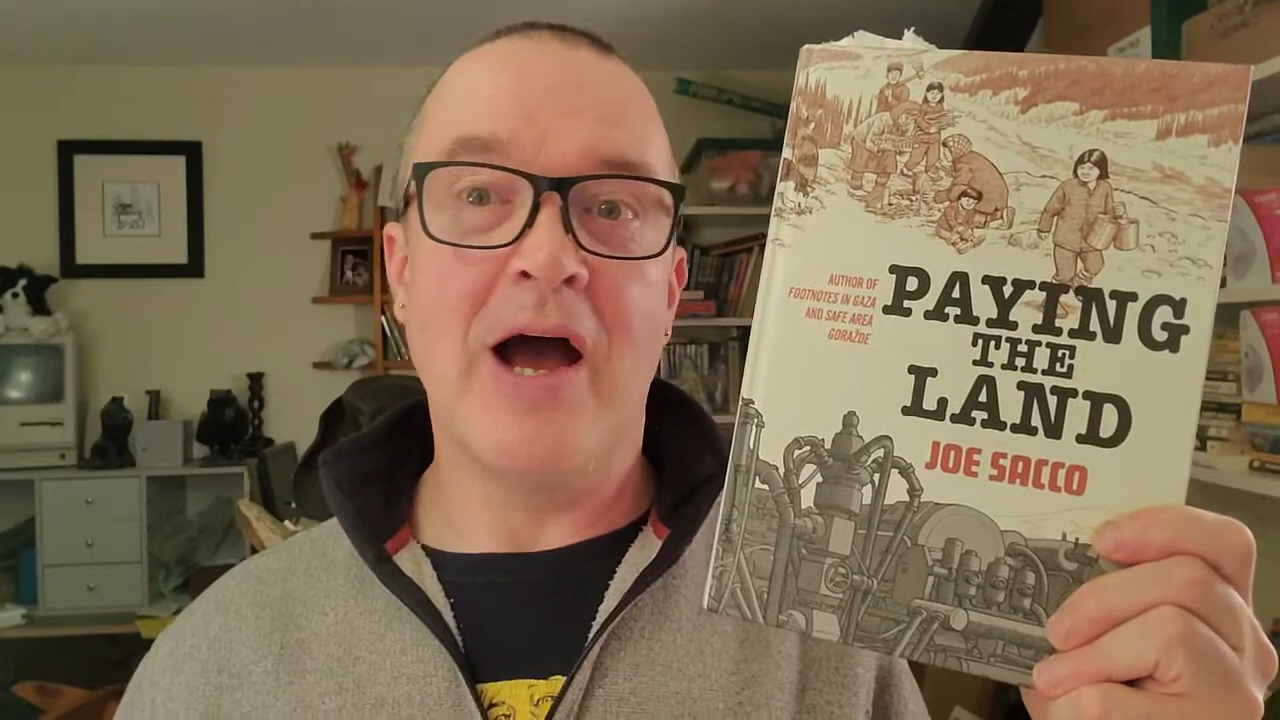 AUTHOR OF
FOOTNOTES IN GAZA
AND SAFE AREA
GORAŽDE
PAYING
THE
LAND
JOE SACCO